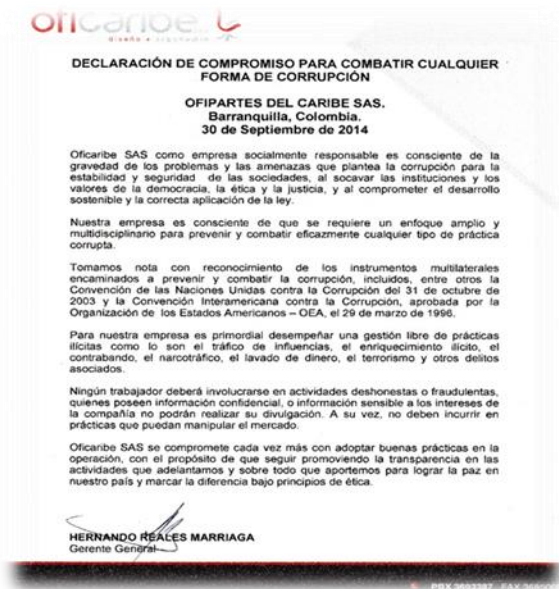 oficaribe
diseño •
DECLARACIÓN DE COMPROMISO PARA COMBATIR CUALQUIER
FORMA DE CORRUPCIÓN
OFIPARTES DEL CARIBE SAS.
Barranquilla, Colombia.
30 de Septiembre de 2014
Oficaribe SAS como empresa socialmente responsable es consciente de la
gravedad de los problemas y las amenazas que plantea la corrupción para la
estabilidad y seguridad de las sociedades, al socavar las instituciones y los
valores de la democracia, la ética y la justicia, y al comprometer el desarrollo
sostenible y la correcta aplicación de la ley.
Nuestra empresa es consciente de que se requiere un enfoque amplio y
multidisciplinario para prevenir y combatir eficazmente cualquier tipo de práctica
corrupta.
Tomamos nota con reconocimiento de los instrumentos multilaterales
encaminados a prevenir y combatir la corrupción, incluidos, entre otros la
Convención de las Naciones Unidas contra la Corrupción del 31 de octubre de
2003 y la Convención Interamericana contra la Corrupción, aprobada por la
Organización de los Estados Americanos – OEA, el 29 de marzo de 1996.
Para nuestra empresa es primordial desempeñar una gestión libre de prácticas
ilícitas como lo son el tráfico de influencias, el enriquecimiento ilícito, el
contrabando, el narcotráfico, el lavado de dinero, el terrorismo y otros delitos
asociados.
Ningún trabajador deberá involucrarse en actividades deshonestas o fraudulentas,
quienes poseen información confidencial, o información sensible a los intereses de
la compañía no podrán realizar su divulgación. A su vez, no deben incurrir en
prácticas que puedan manipular el mercado.
Oficaribe SAS se compromete cada vez más con adoptar buenas prácticas en la
operación, con el propósito de que seguir promoviendo la transparencia en las
actividades que adelantamos y sobre todo que aportemos para lograr la paz en
nuestro país y marcar la diferencia bajo principios de ética.
HERNANDO REALES MARRIAGA
Gerente General
PBX FAX